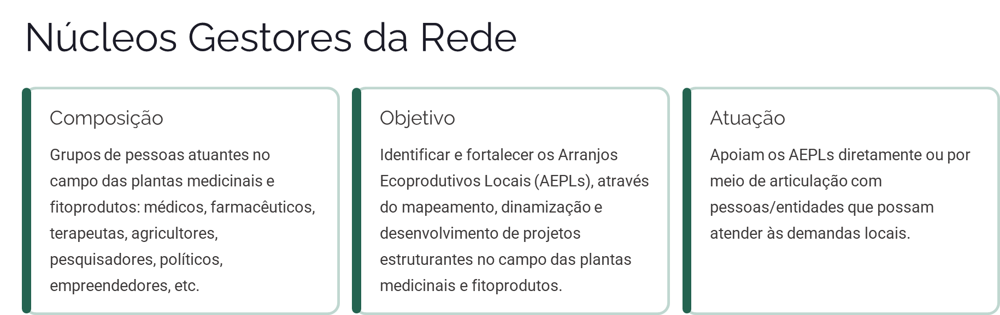 Núcleos Gestores da Rede
Composição
Grupos de pessoas atuantes no
campo das plantas medicinais e
fitoprodutos: médicos, farmacêuticos,
terapeutas, agricultores,
pesquisadores, políticos,
empreendedores, etc.
Objetivo
Identificar e fortalecer os Arranjos
Ecoprodutivos Locais (AEPLs), através
do mapeamento, dinamização e
desenvolvimento de projetos
estruturantes no campo das plantas
medicinais e fitoprodutos.
Atuação
Apoiam os AEPLs diretamente ou por
meio de articulação com
pessoas/entidades que possam
atender às demandas locais.